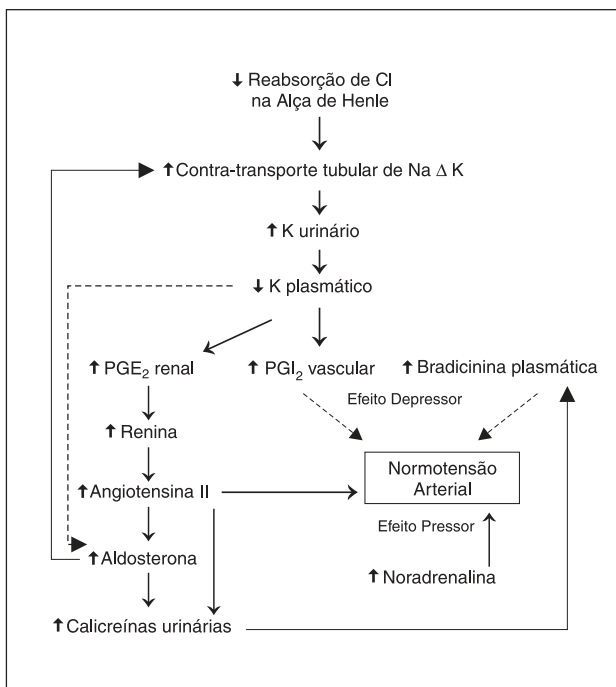 ↓ Reabsorção de Cl
na Alça de Henle
↑ Contra-transporte tubular de Na Δ K
↑ K urinário
↓ K plasmático
↑ PGE₂ renal
↑ PGI₂ vascular
↑ Bradicinina plasmática
Efeito Depressor
↑ Renina
Normotensão
Arterial
↑ Angiotensina II
Efeito Pressor
↑ Aldosterona
↑ Noradrenalina
↑ Calicreínas urinárias